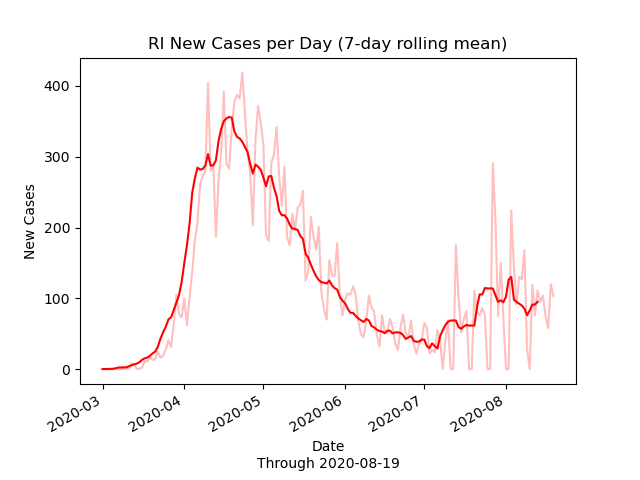 RI New Cases per Day (7-day rolling mean)
400
300
200
100
0
New Cases
2020-03
2020-04
2020-05
2020-06
2020-07
2020-08
Date
Through 2020-08-19